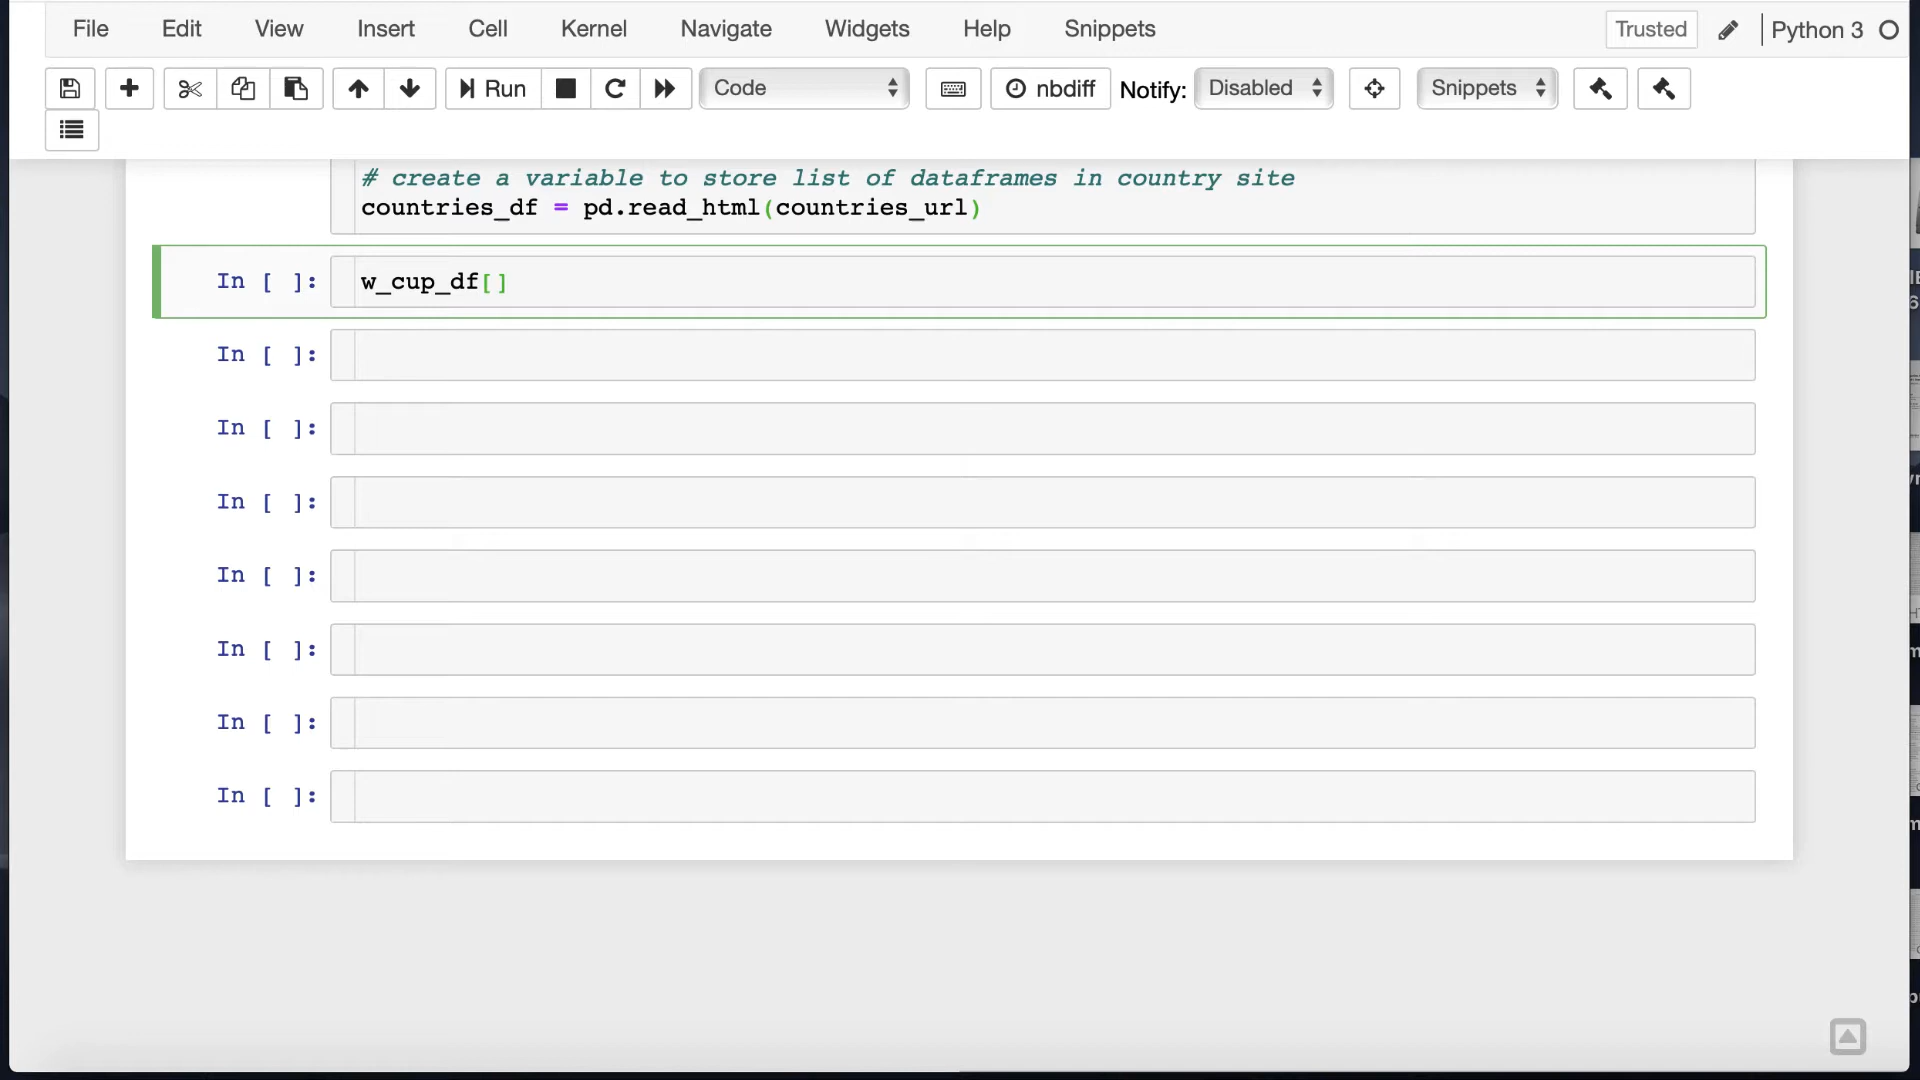 File Edit View Insert Cell Kernel Navigate Widgets Help Snippets Trusted Python 3
Run Code nbdiff Notify: Disabled Snippets
# create a variable to store list of dataframes in country site
countries_df = pd.read_html(countries_url)
In [ ]: w_cup_df[]
In [ ]:
In [ ]:
In [ ]:
In [ ]:
In [ ]:
In [ ]:
In [ ]: